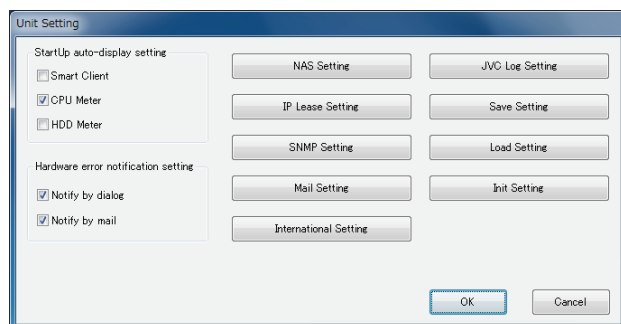 Unit Setting
StartUp auto-display setting
Smart Client
CPU Meter
HDD Meter
Hardware error notification setting
Notify by dialog
Notify by mail
NAS Setting
IP Lease Setting
SNMP Setting
Mail Setting
International Setting
JVC Log Setting
Save Setting
Load Setting
Init Setting
OK
Cancel